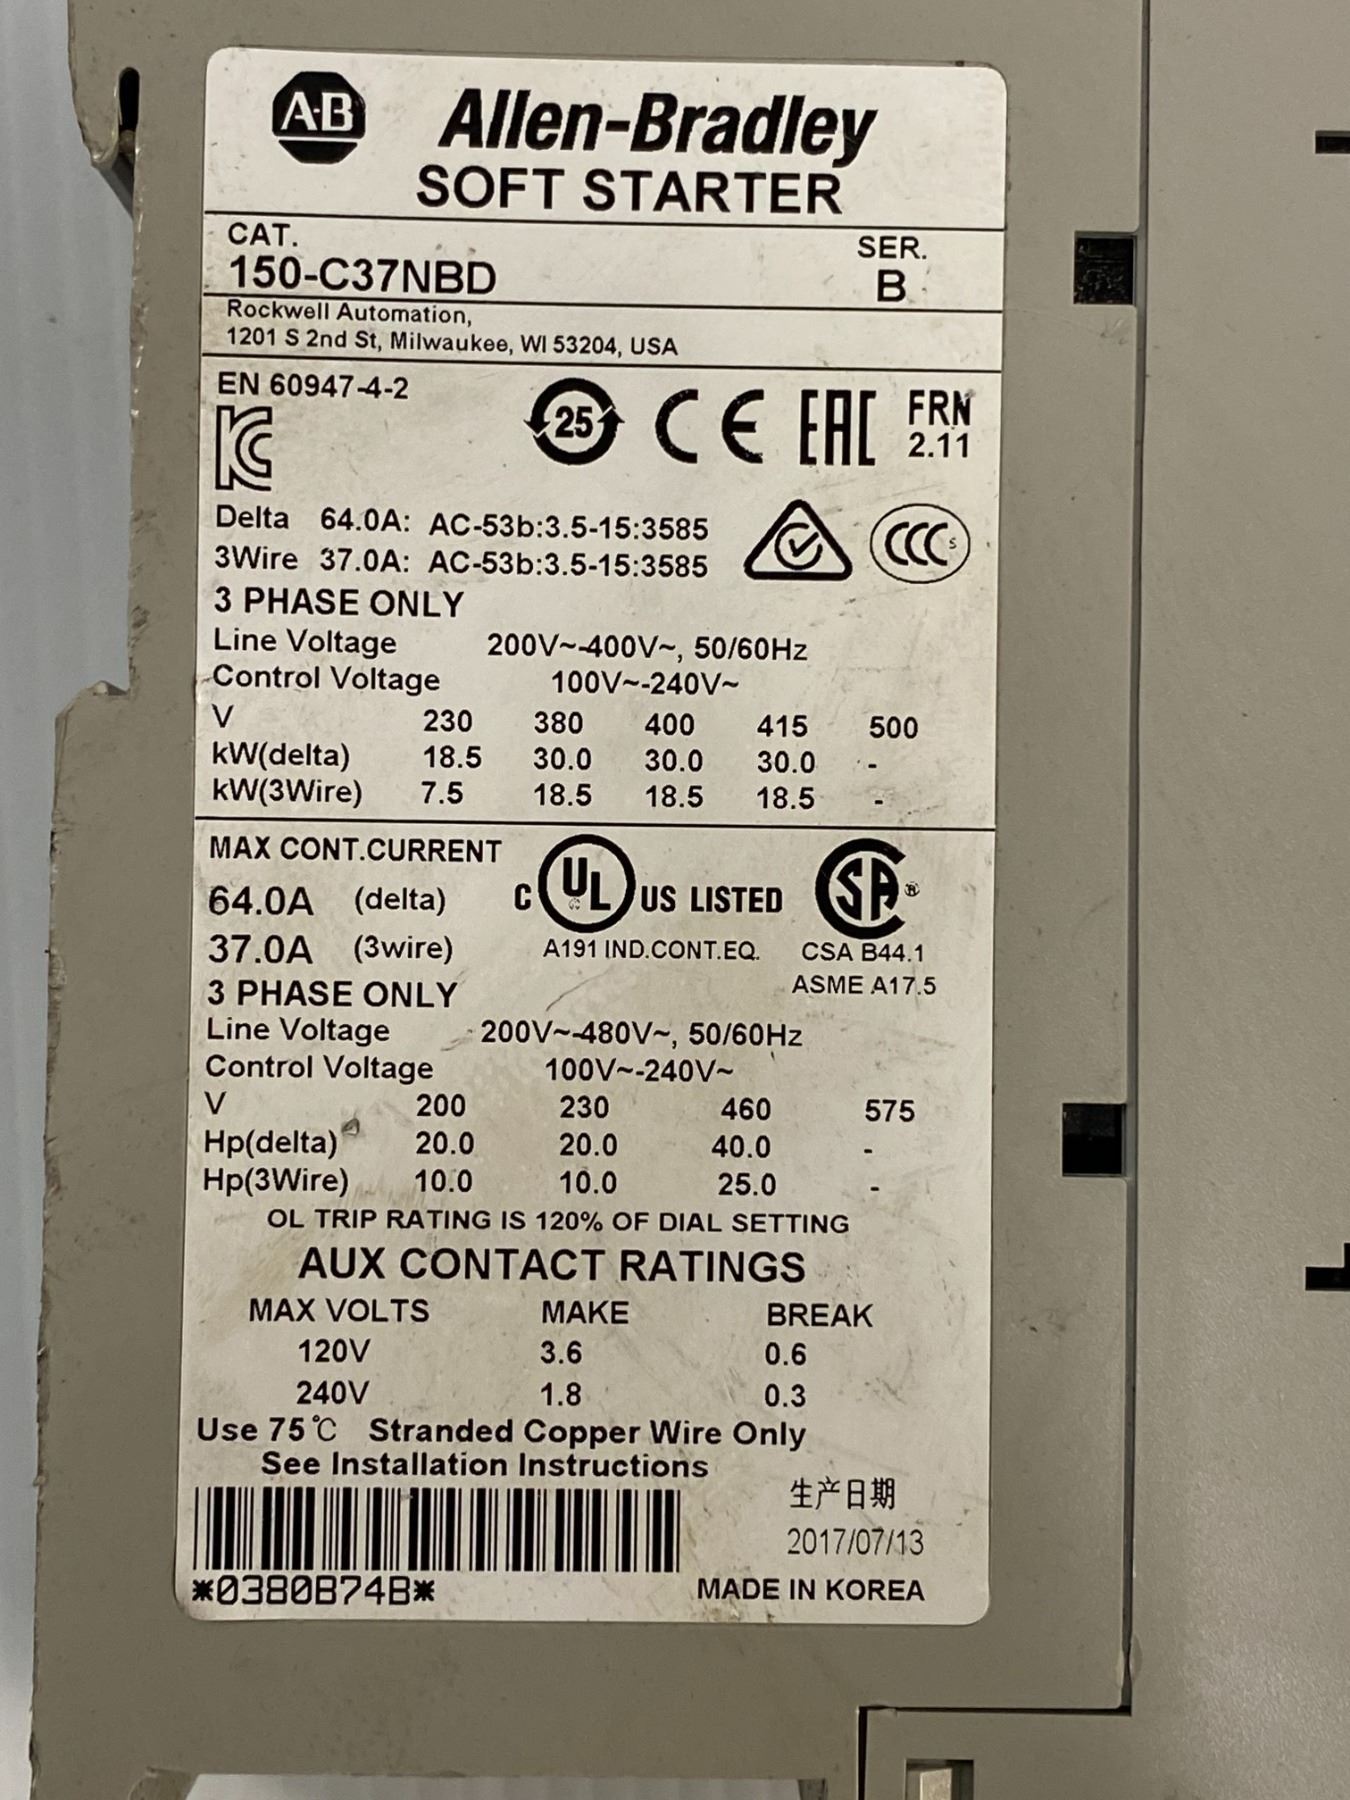 A-B Allen-Bradley
SOFT STARTER
CAT. SER.
150-C37NBD B
Rockwell Automation,
1201 S 2nd St, Milwaukee, WI 53204, USA
EN 60947-4-2
KC 25 CE EAC FRN 2.11
Delta 64.0A: AC-53b:3.5-15:3585
3Wire 37.0A: AC-53b:3.5-15:3585
CCC S
3 PHASE ONLY
Line Voltage 200V~-400V~, 50/60Hz
Control Voltage 100V~-240V~
V 230 380 400 415 500
kW(delta) 18.5 30.0 30.0 30.0 -
kW(3Wire) 7.5 18.5 18.5 18.5 -
MAX CONT.CURRENT
64.0A (delta) C UL US LISTED SA ®
37.0A (3wire) A191 IND.CONT.EQ. CSA B44.1
3 PHASE ONLY ASME A17.5
Line Voltage 200V~-480V~, 50/60Hz
Control Voltage 100V~-240V~
V 200 230 460 575
Hp(delta) 20.0 20.0 40.0 -
Hp(3Wire) 10.0 10.0 25.0 -
OL TRIP RATING IS 120% OF DIAL SETTING
AUX CONTACT RATINGS
MAX VOLTS MAKE BREAK
120V 3.6 0.6
240V 1.8 0.3
Use 75℃ Stranded Copper Wire Only
See Installation Instructions
生产日期
2017/07/13
*0380B74B* MADE IN KOREA